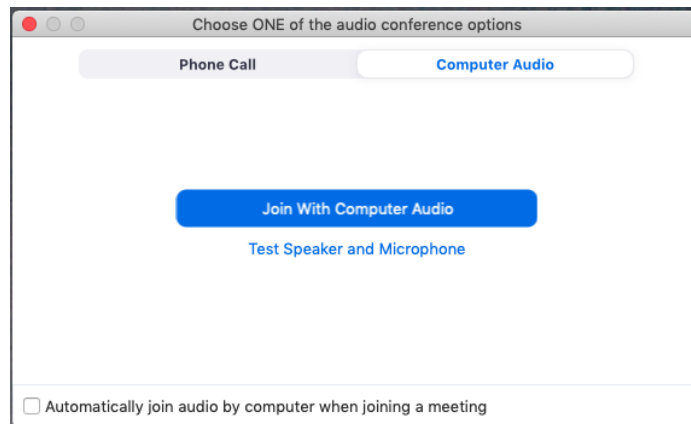 Choose ONE of the audio conference options
Phone Call
Computer Audio
Join With Computer Audio
Test Speaker and Microphone
Automatically join audio by computer when joining a meeting